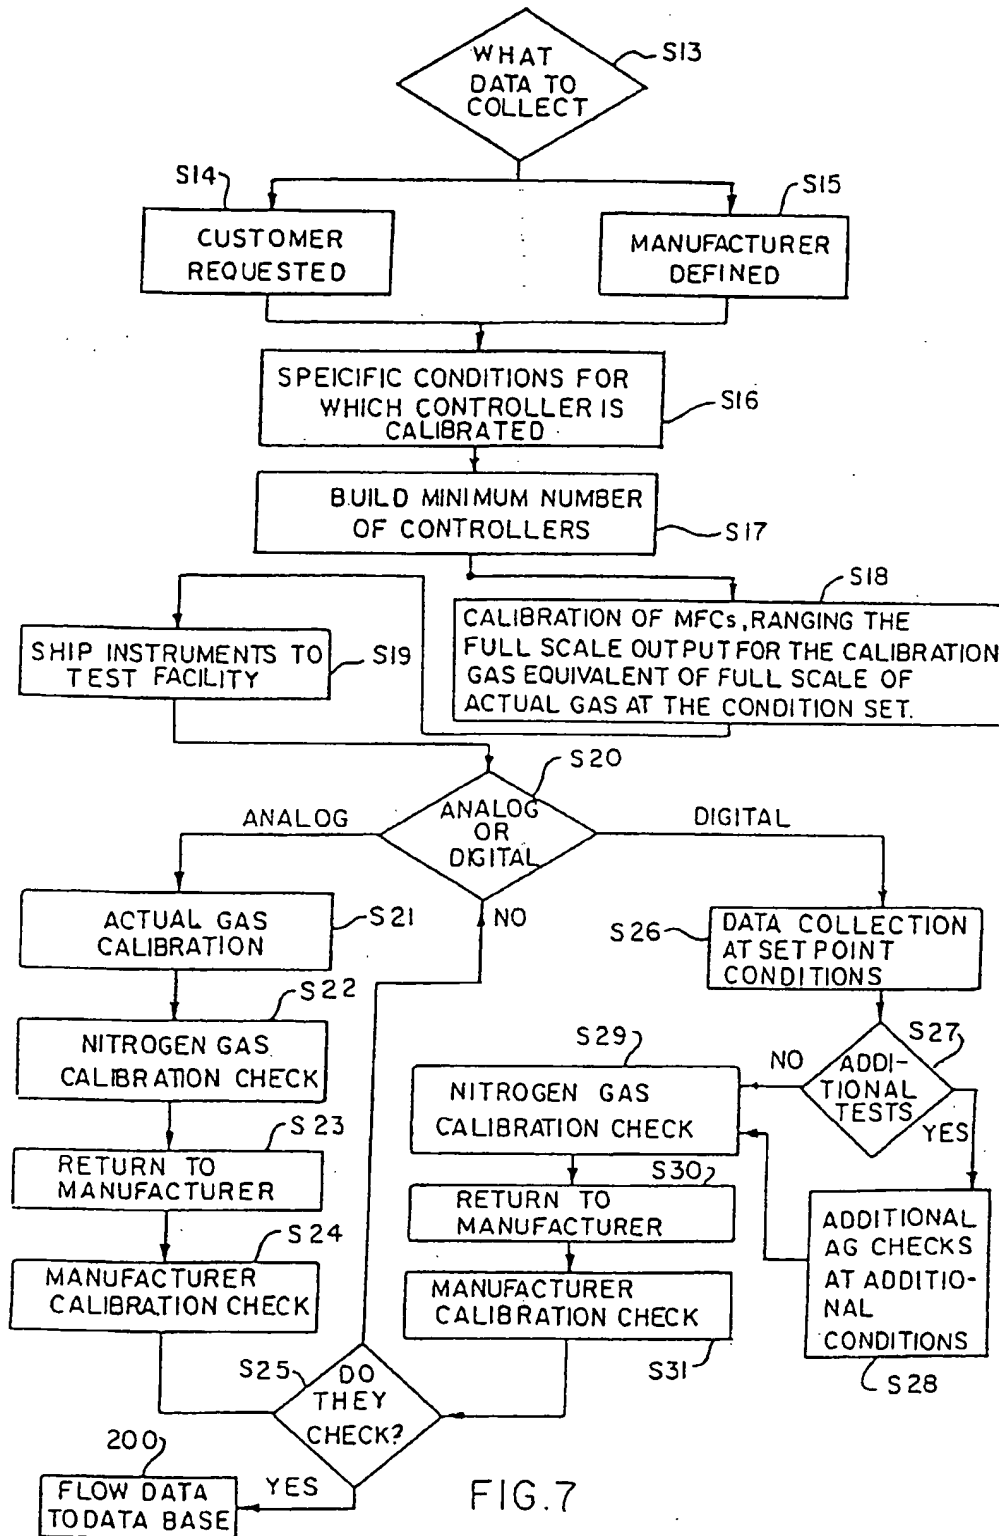 WHAT
DATA TO
COLLECT
S13
S14
S15
CUSTOMER
REQUESTED
MANUFACTURER
DEFINED
SPEICIFIC CONDITIONS FOR
WHICH CONTROLLER IS
CALIBRATED
S16
BUILD MINIMUM NUMBER
OF CONTROLLERS
S17
S18
CALIBRATION OF MFCs, RANGING THE
FULL SCALE OUTPUT FOR THE CALIBRATION
GAS EQUIVALENT OF FULL SCALE OF
ACTUAL GAS AT THE CONDITION SET.
SHIP INSTRUMENTS TO
TEST FACILITY
S19
S20
ANALOG
OR
DIGITAL
ANALOG
DIGITAL
NO
ACTUAL GAS
CALIBRATION
S21
S26
DATA COLLECTION
AT SET POINT
CONDITIONS
S22
NITROGEN GAS
CALIBRATION CHECK
S27
ADDI-
TIONAL
TESTS
NO
YES
S29
NITROGEN GAS
CALIBRATION CHECK
S23
RETURN TO
MANUFACTURER
S30
RETURN TO
MANUFACTURER
ADDITIONAL
AG CHECKS
AT ADDITIO-
NAL
CONDITIONS
S28
S24
MANUFACTURER
CALIBRATION CHECK
MANUFACTURER
CALIBRATION CHECK
S31
S25
DO
THEY
CHECK?
YES
200
FLOW DATA
TO DATA BASE
FIG.7